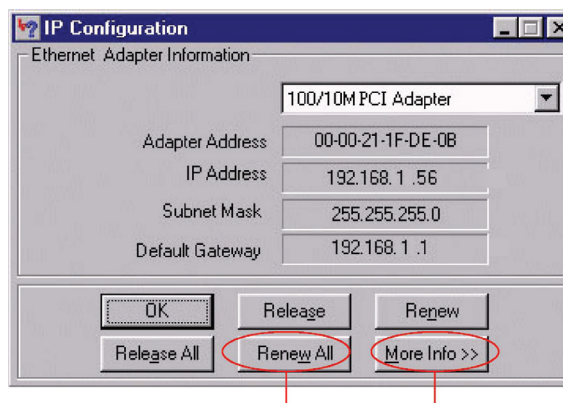 IP Configuration
Ethernet Adapter Information
100/10M PCI Adapter
Adapter Address 00-00-21-1F-DE-0B
IP Address 192.168. 1 .56
Subnet Mask 255.255.255.0
Default Gateway 192.168. 1 .1
OK Release Renew
Release All Renew All More Info >>